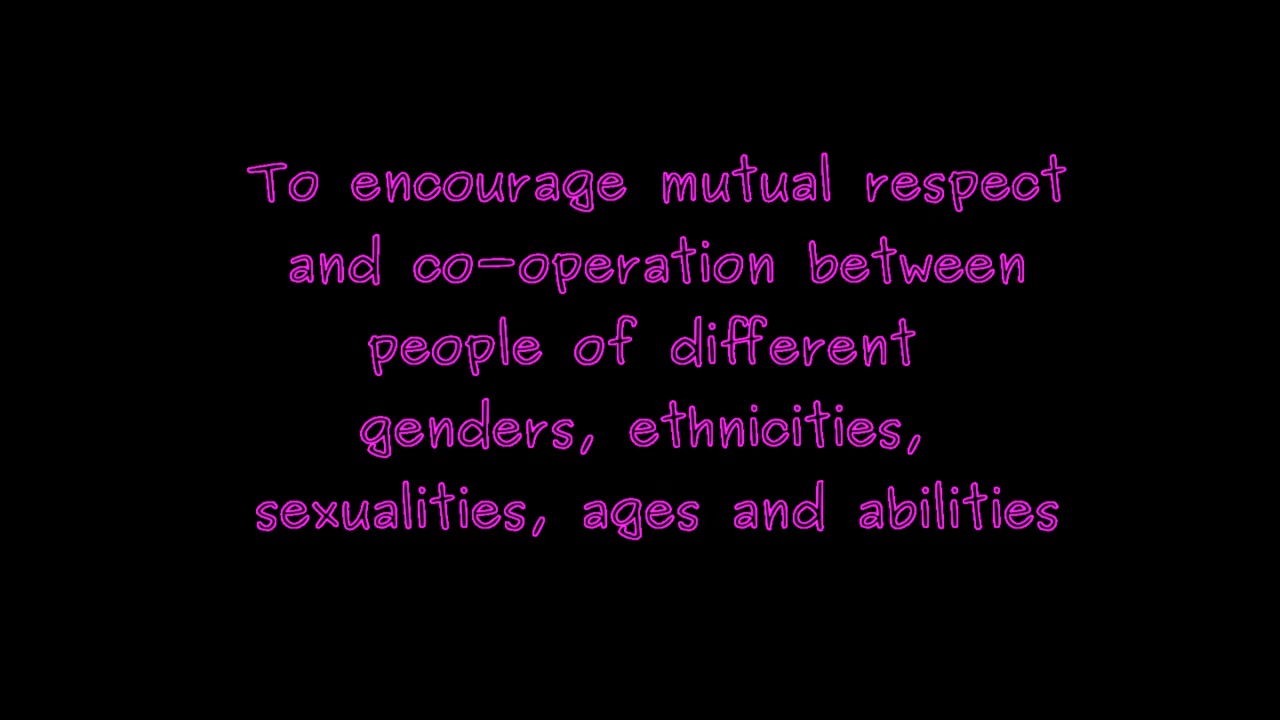 To encourage mutual respect
and co-operation between
people of different
genders, ethnicities,
sexualities, ages and abilities